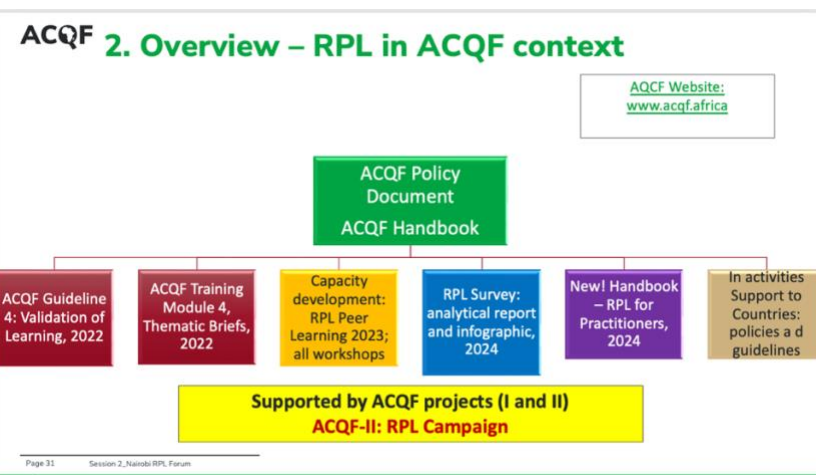 ACQF
2. Overview – RPL in ACQF context
AQCF Website:
www.acqf.africa
ACQF Policy
Document
ACQF Handbook
ACQF Guideline
4: Validation of
Learning, 2022
ACQF Training
Module 4,
Thematic Briefs,
2022
Capacity
development:
RPL Peer
Learning 2023;
all workshops
RPL Survey:
analytical report
and infographic,
2024
New! Handbook
– RPL for
Practitioners,
2024
In activities
Support to
Countries:
policies a d
guidelines
Supported by ACQF projects (I and II)
ACQF-II: RPL Campaign
Page 31 Session 2_Nairobi RPL Forum